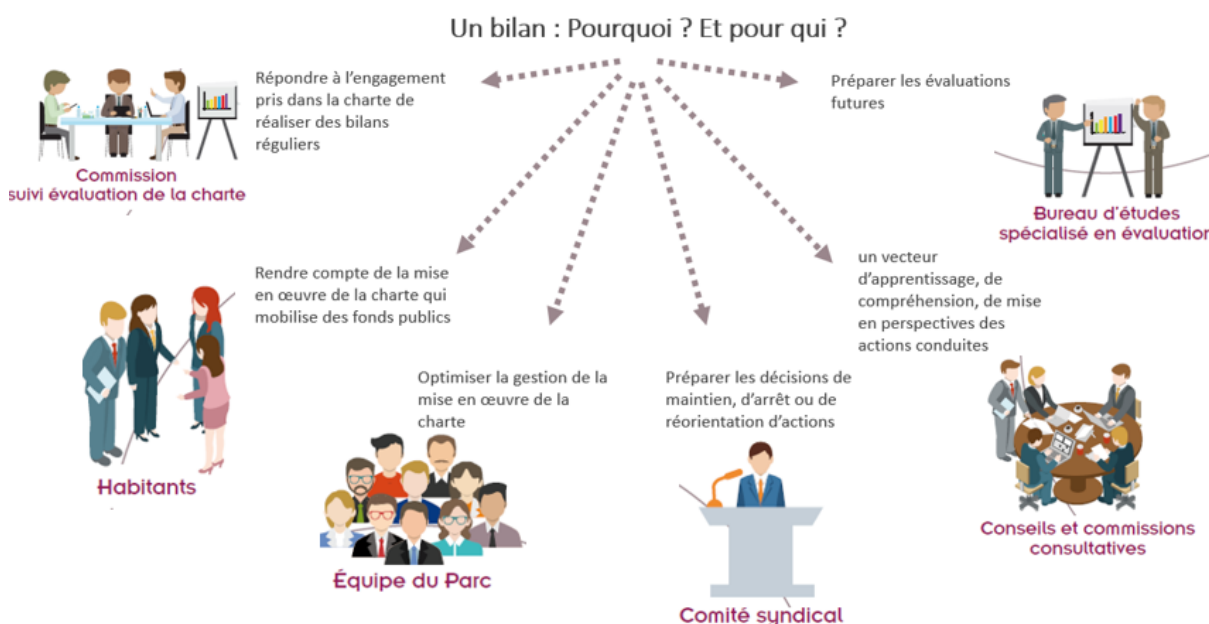 Un bilan : Pourquoi ? Et pour qui ?
Répondre à l'engagement
pris dans la charte de
réaliser des bilans
réguliers
Commission
suivi évaluation de la charte
Préparer les évaluations
futures
Bureau d'études
spécialisé en évaluation
Rendre compte de la mise
en œuvre de la charte qui
mobilise des fonds publics
Habitants
Optimiser la gestion de la
mise en œuvre de la
charte
Équipe du Parc
Préparer les décisions de
maintien, d'arrêt ou de
réorientation d'actions
Comité syndical
un vecteur
d'apprentissage, de
compréhension, de mise
en perspectives des
actions conduites
Conseils et commissions
consultatives